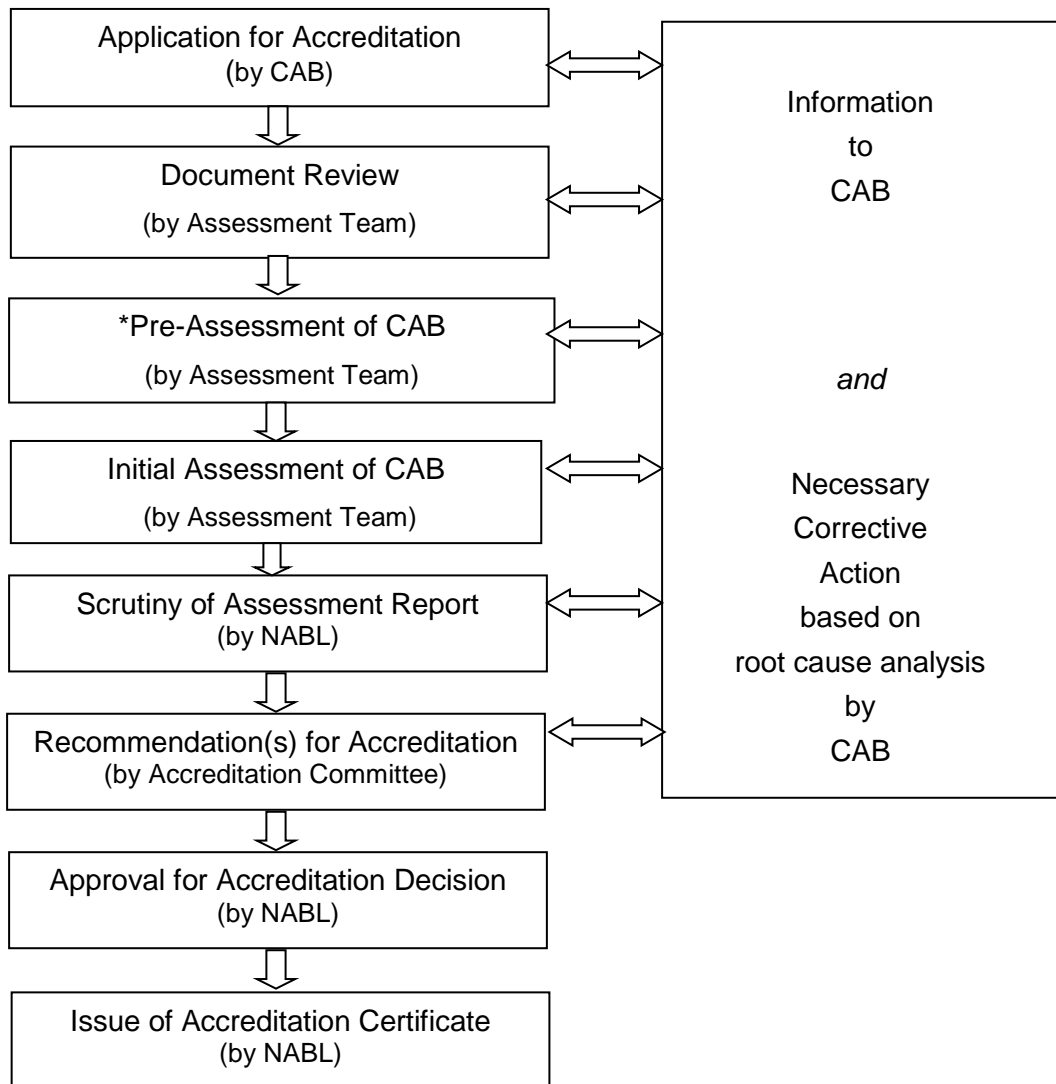 Application for Accreditation
(by CAB)
Document Review
(by Assessment Team)
*Pre-Assessment of CAB
(by Assessment Team)
Initial Assessment of CAB
(by Assessment Team)
Scrutiny of Assessment Report
(by NABL)
Recommendation(s) for Accreditation
(by Accreditation Committee)
Approval for Accreditation Decision
(by NABL)
Issue of Accreditation Certificate
(by NABL)
Information
to
CAB
and
Necessary
Corrective
Action
based on
root cause analysis
by
CAB